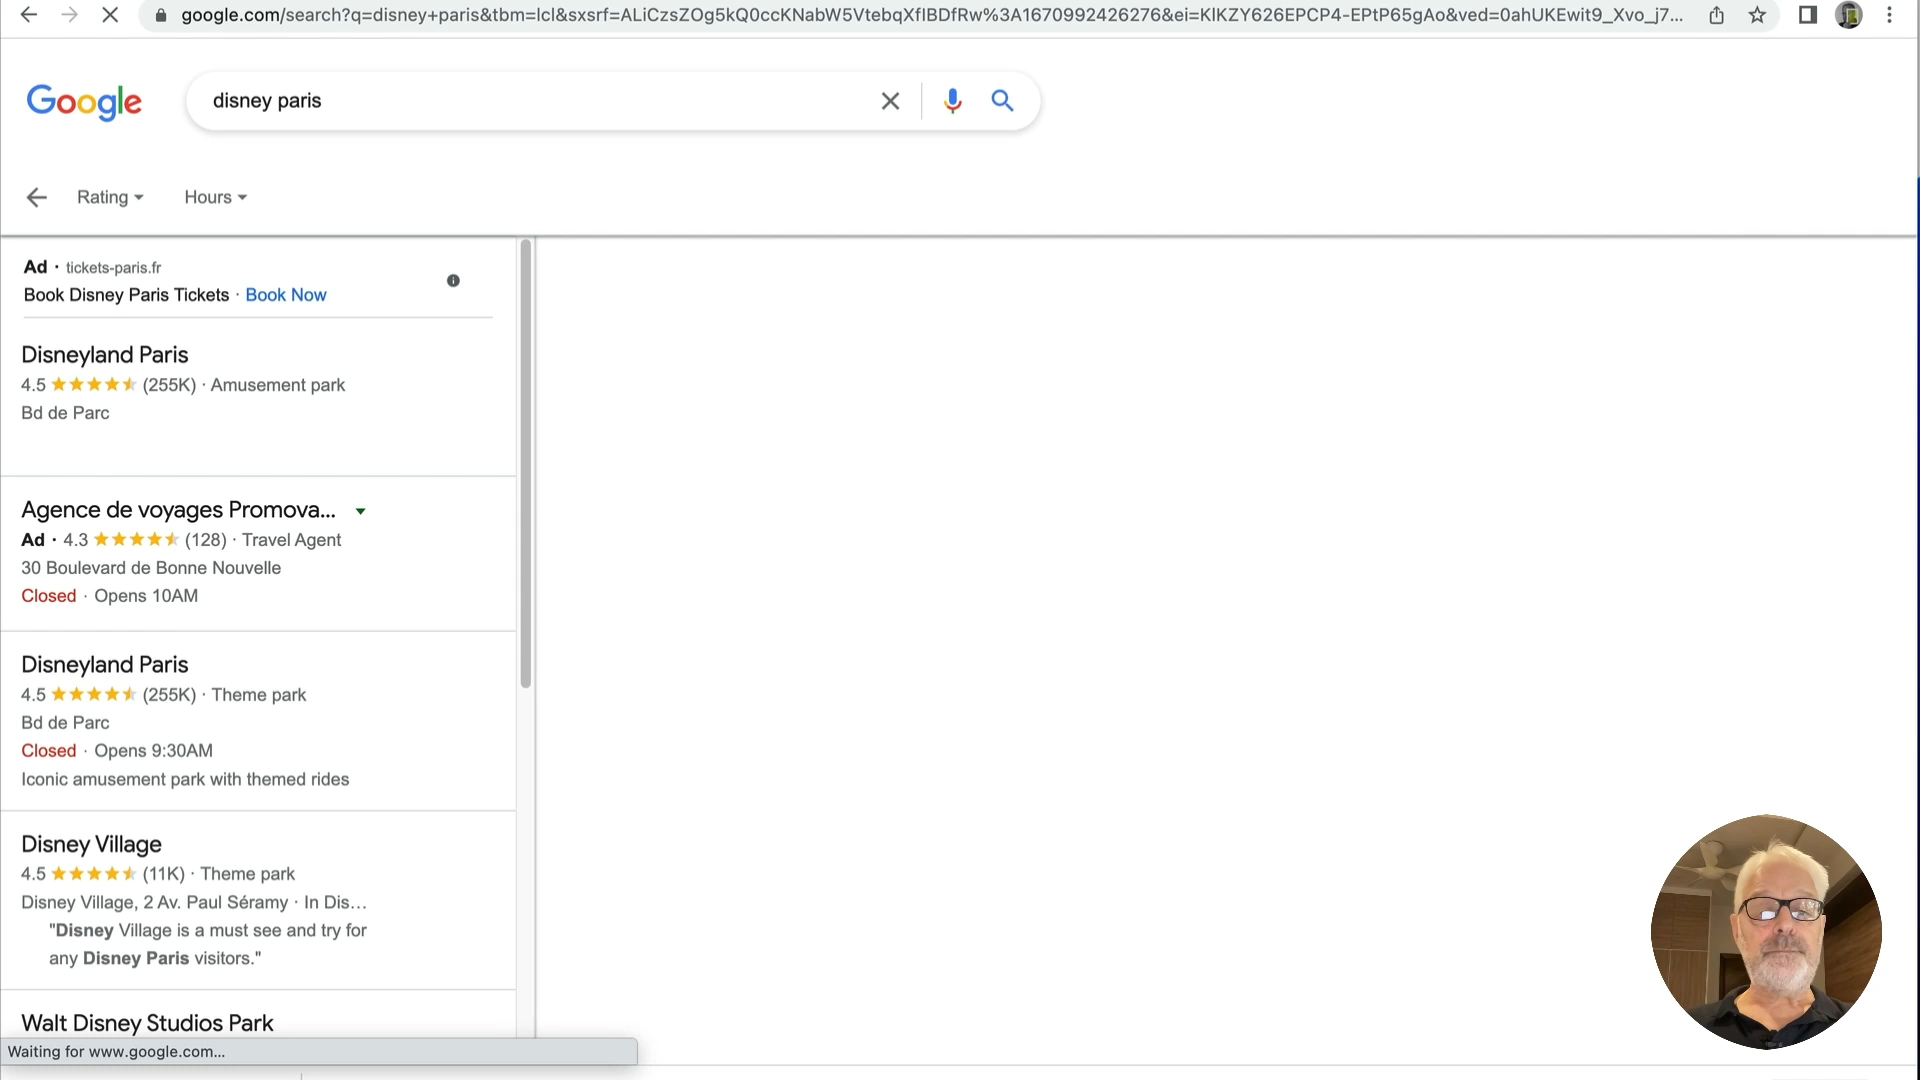 google.com/search?q=disney+paris&tbm=lcl&sxsrf=ALiCzsZOg5kQ0ccKNabW5VtebqXfIBDfRw%3A1670992426276&ei=KlKZY626EPCP4-EPtP65gAo&ved=0ahUKEwit9_Xvo_j7...
Google
disney paris
Rating
Hours
Ad · tickets-paris.fr
Book Disney Paris Tickets · Book Now
Disneyland Paris
4.5 (255K) · Amusement park
Bd de Parc
Agence de voyages Promova...
Ad · 4.3 (128) · Travel Agent
30 Boulevard de Bonne Nouvelle
Closed · Opens 10AM
Disneyland Paris
4.5 (255K) · Theme park
Bd de Parc
Closed · Opens 9:30AM
Iconic amusement park with themed rides
Disney Village
4.5 (11K) · Theme park
Disney Village, 2 Av. Paul Séramy · In Dis...
"Disney Village is a must see and try for
any Disney Paris visitors."
Walt Disney Studios Park
Waiting for www.google.com...